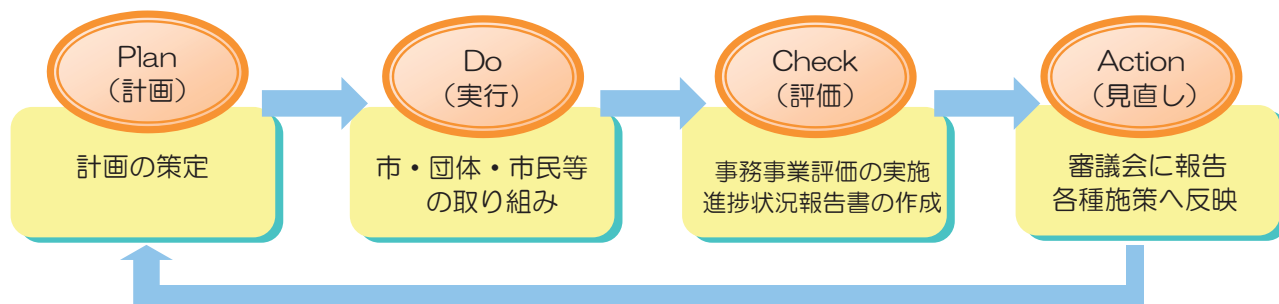 Plan
（計画）
計画の策定
Do
（実行）
市・団体・市民等
の取り組み
Check
（評価）
事務事業評価の実施
進捗状況報告書の作成
Action
（見直し）
審議会に報告
各種施策へ反映